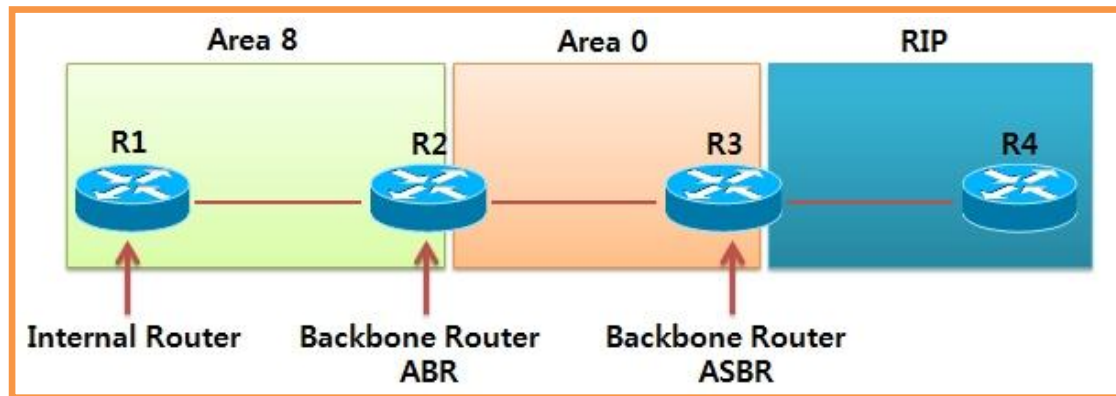 Area 8
Area 0
RIP
R1
R2
R3
R4
Internal Router
Backbone Router
ABR
Backbone Router
ASBR